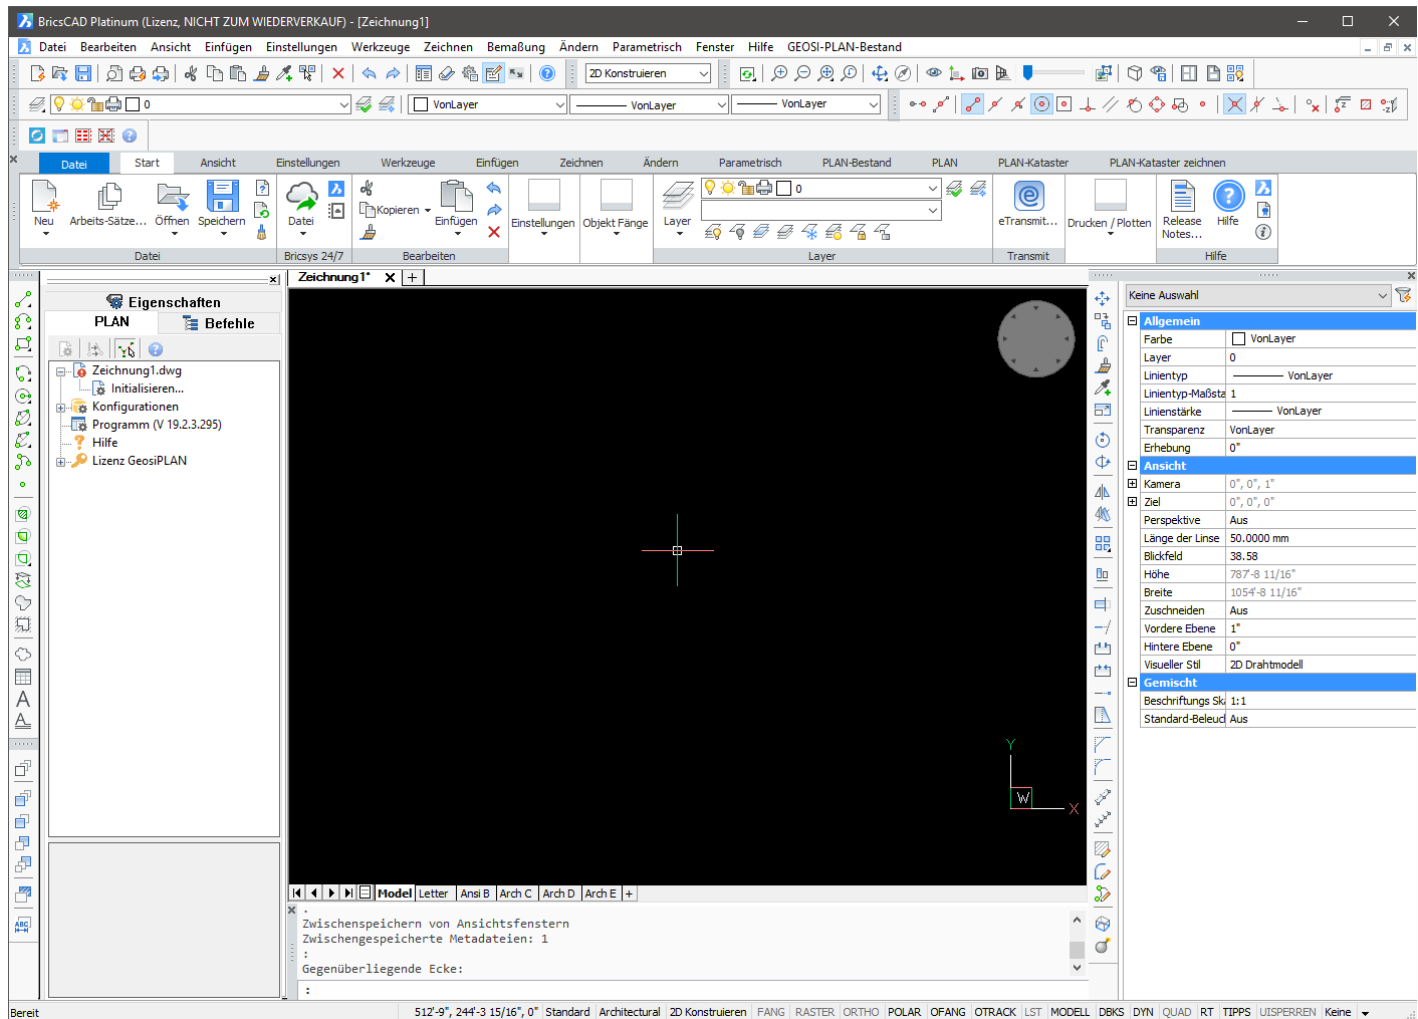 BricsCAD Platinum (Lizenz, NICHT ZUM WIEDERVERKAUF) - [Zeichnung1]
Datei Bearbeiten Ansicht Einfügen Einstellungen Werkzeuge Zeichnen Bemaßung Ändern Parametrisch Fenster Hilfe GEOSI-PLAN-Bestand
2D Konstruieren
0 VonLayer VonLayer VonLayer
Datei Start Ansicht Einstellungen Werkzeuge Einfügen Zeichnen Ändern Parametrisch PLAN-Bestand PLAN PLAN-Kataster PLAN-Kataster zeichnen
0
Kopieren
Neu Arbeits-Sätze... Öffnen Speichern Datei Einfügen Einstellungen Objekt Fänge Layer eTransmit... Drucken / Plotten Release Notes... Hilfe
Datei Bricsys 24/7 Bearbeiten Layer Transmit Hilfe
Zeichnung1*
Eigenschaften
PLAN Befehle
Zeichnung1.dwg
Initialisieren...
Konfigurationen
Programm (V 19.2.3.295)
Hilfe
Lizenz GeosiPLAN
Y
W
X
Model Letter Ansi B Arch C Arch D Arch E +
Zwischenspeichern von Ansichtsfenstern
Zwischengespeicherte Metadateien: 1
:
Gegenüberliegende Ecke:
:
Keine Auswahl
Allgemein
Farbe VonLayer
Layer 0
Linientyp VonLayer
Linientyp-Maßsta 1
Linienstärke VonLayer
Transparenz VonLayer
Erhebung 0"
Ansicht
Kamera 0", 0", 1"
Ziel 0", 0", 0"
Perspektive Aus
Länge der Linse 50.0000 mm
Blickfeld 38.58
Höhe 787'-8 11/16"
Breite 1054'-8 11/16"
Zuschneiden Aus
Vordere Ebene 1"
Hintere Ebene 0"
Visueller Stil 2D Drahtmodell
Gemischt
Beschriftungs Sk 1:1
Standard-Beleuc Aus
Bereit 512'-9", 244'-3 15/16", 0" Standard Architectural 2D Konstruieren FANG RASTER ORTHO POLAR OFANG OTRACK LST MODELL DBKS DYN QUAD RT TIPPS UISPERREN Keine